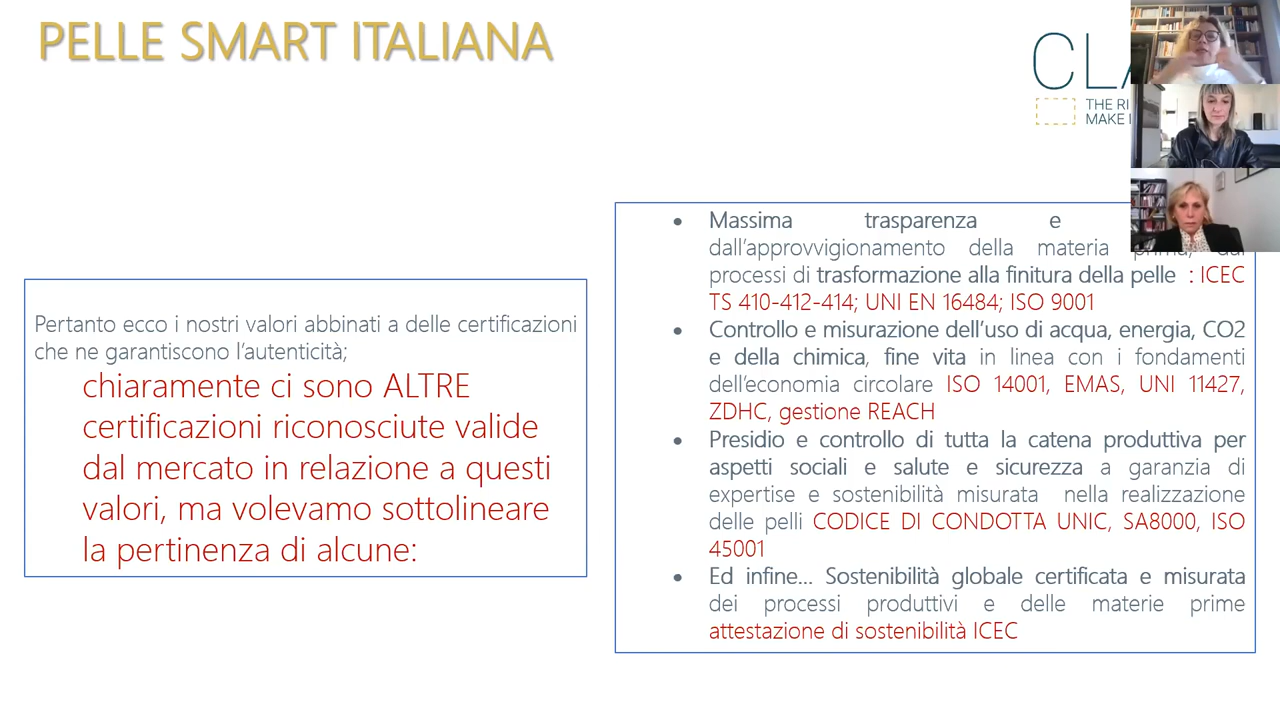 PELLE SMART ITALIANA
CL
THE RI
MAKE I
Pertanto ecco i nostri valori abbinati a delle certificazioni
che ne garantiscono l'autenticità;
chiaramente ci sono ALTRE
certificazioni riconosciute valide
dal mercato in relazione a questi
valori, ma volevamo sottolineare
la pertinenza di alcune:
• Massima trasparenza e
dall'approvvigionamento della materia
processi di trasformazione alla finitura della pelle : ICEC
TS 410-412-414; UNI EN 16484; ISO 9001
• Controllo e misurazione dell'uso di acqua, energia, CO2
e della chimica, fine vita in linea con i fondamenti
dell'economia circolare ISO 14001, EMAS, UNI 11427,
ZDHC, gestione REACH
• Presidio e controllo di tutta la catena produttiva per
aspetti sociali e salute e sicurezza a garanzia di
expertise e sostenibilità misurata nella realizzazione
delle pelli CODICE DI CONDOTTA UNIC, SA8000, ISO
45001
• Ed infine... Sostenibilità globale certificata e misurata
dei processi produttivi e delle materie prime
attestazione di sostenibilità ICEC